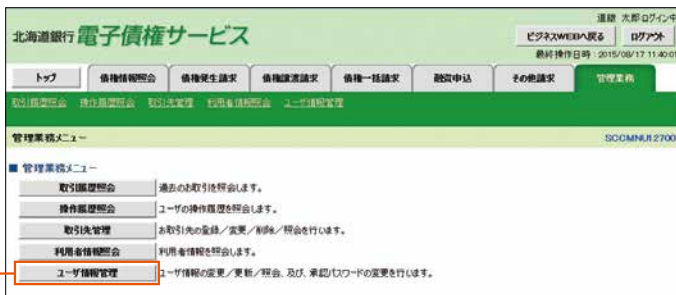 道銀 太郎ログイン中
北海道銀行 電子債権サービス
ビジネスWEBへ戻る ログアウト
最終操作日時:2015/08/17 11:40:01
トップ 債権情報照会 債権発生請求 債権譲渡請求 債権一括請求 融資申込 その他請求 管理業務
取引履歴照会 操作履歴照会 取引先管理 利用者情報照会 ユーザ情報管理
管理業務メニュー SCCMNU12700
■ 管理業務メニュー
取引履歴照会 過去のお取引を照会します。
操作履歴照会 ユーザの操作履歴を照会します。
取引先管理 お取引先の登録/変更/削除/照会を行います。
利用者情報照会 利用者情報を照会します。
ユーザ情報管理 ユーザ情報の変更/更新/照会、及び、承認パスワードの変更を行います。